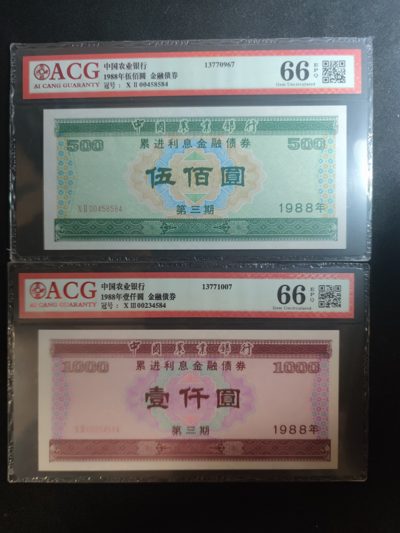 ACG
AI CANG GUARANTY
中国农业银行
1988年伍佰圆 金融债券
冠号： X II 00458584
13770967
66
EPQ
Gem Uncirculated
中国农业银行
500 累进利息金融债券 500
伍佰圆
XII00458584
第三期
1988年
ACG
AI CANG GUARANTY
中国农业银行
1988年壹仟圆 金融债券
冠号： X III 00234584
13771007
66
EPQ
Gem Uncirculated
中国农业银行
1000 累进利息金融债券 1000
壹仟圆
第三期
1988年